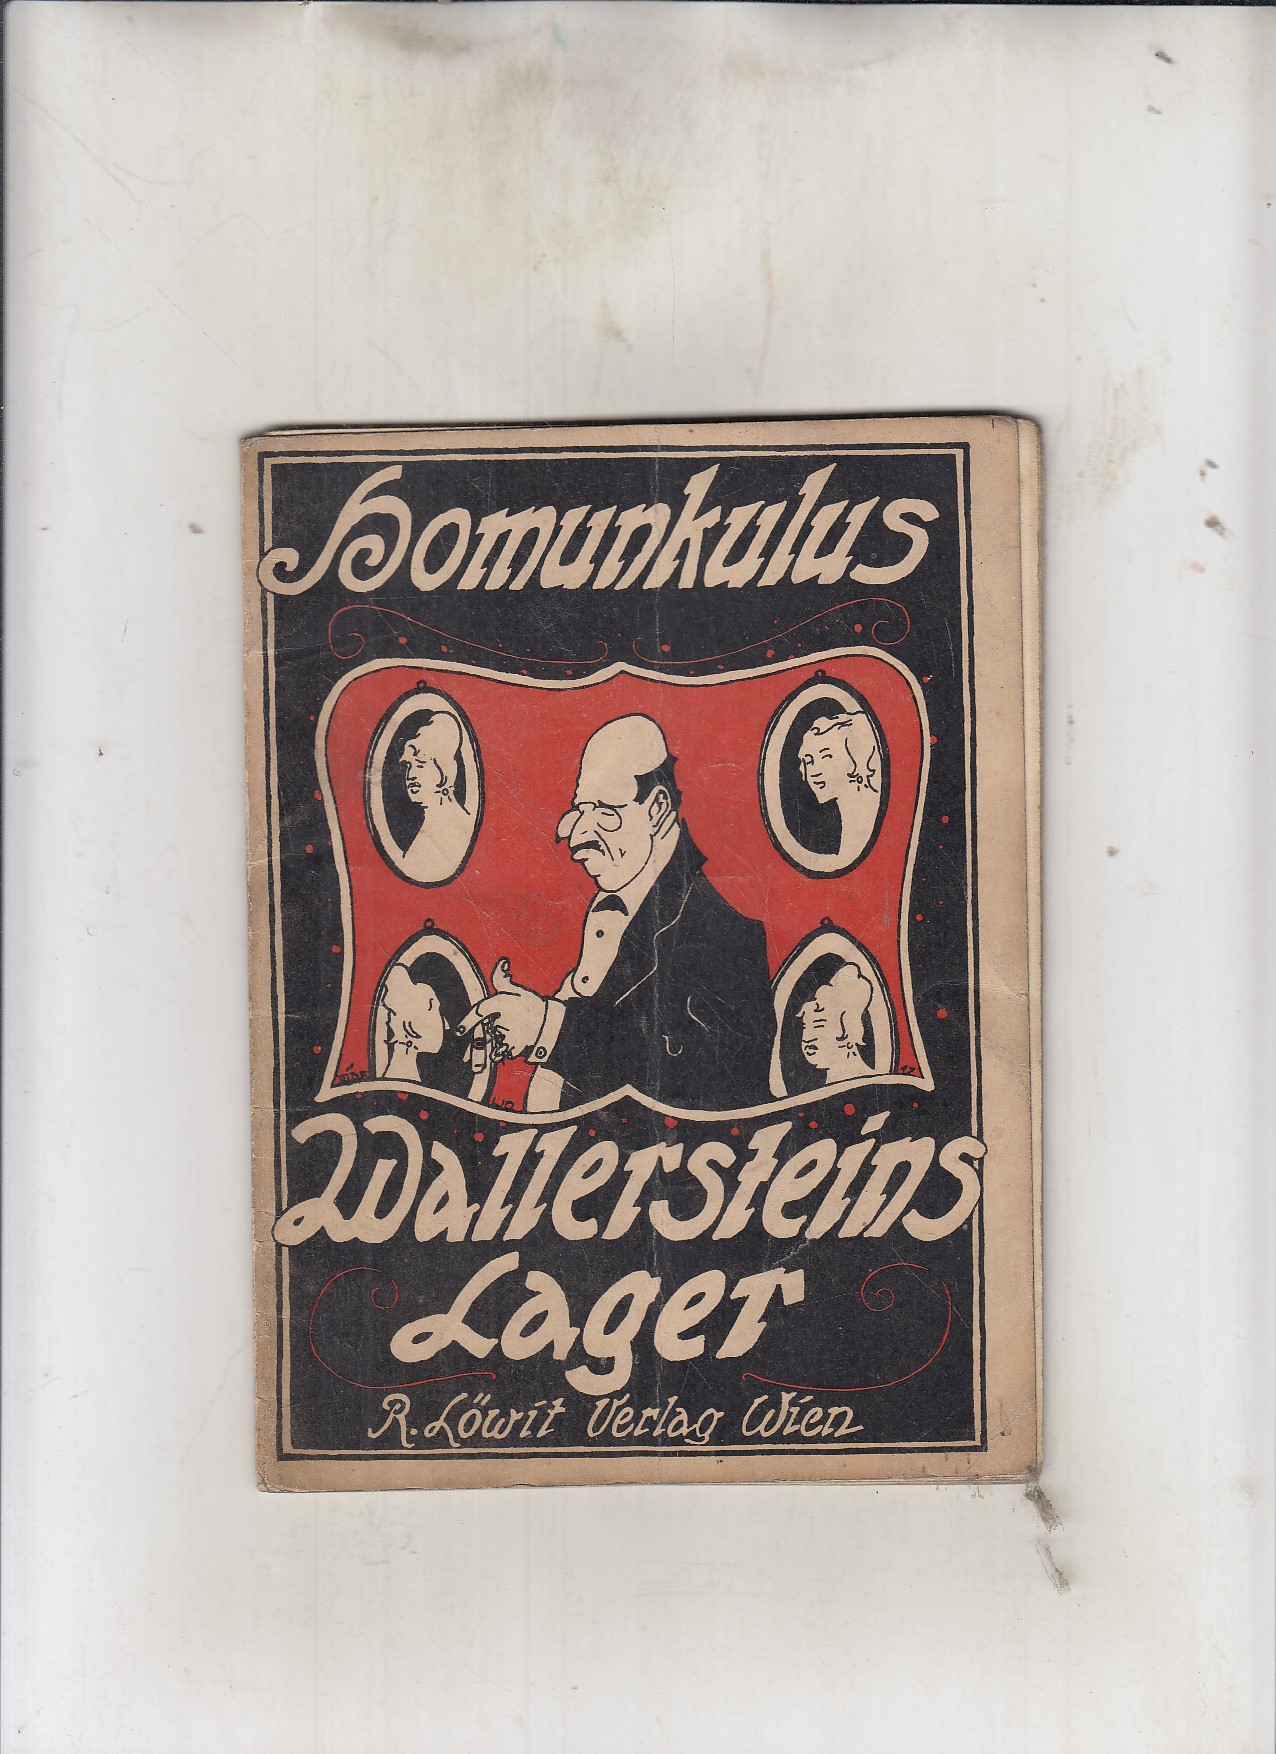 Homunkulus
Wallersteins
Lager
R. Löwit Verlag Wien